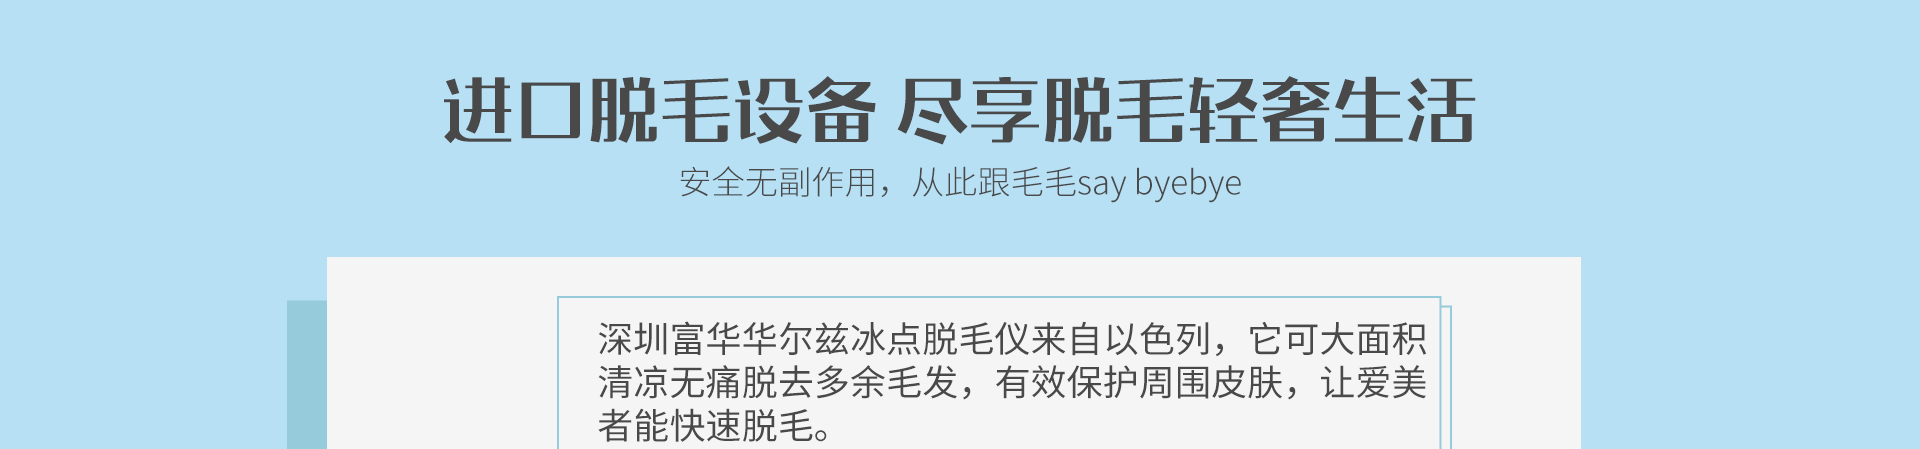 进口脱毛设备 尽享脱毛轻奢生活
安全无副作用，从此跟毛毛say byebye
深圳富华华尔兹冰点脱毛仪来自以色列，它可大面积
清凉无痛脱去多余毛发，有效保护周围皮肤，让爱美
者能快速脱毛。